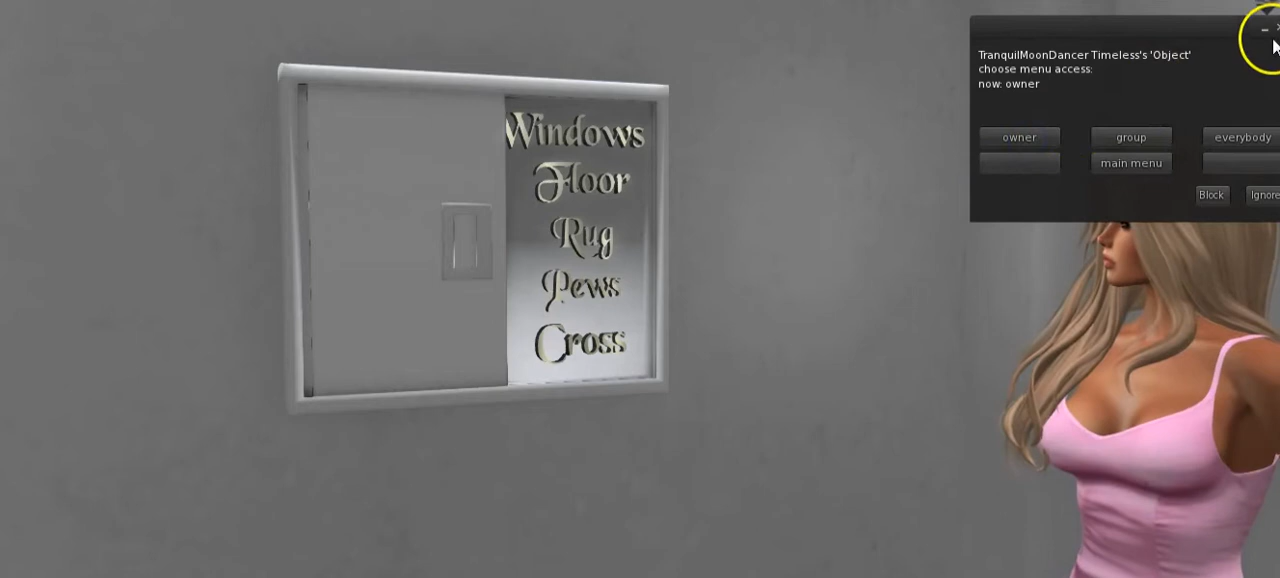 Windows
Floor
Rug
Pews
Cross
TranquilMoonDancer Timeless's 'Object'
choose menu access:
now: owner
owner group everybody
main menu
Block Ignore